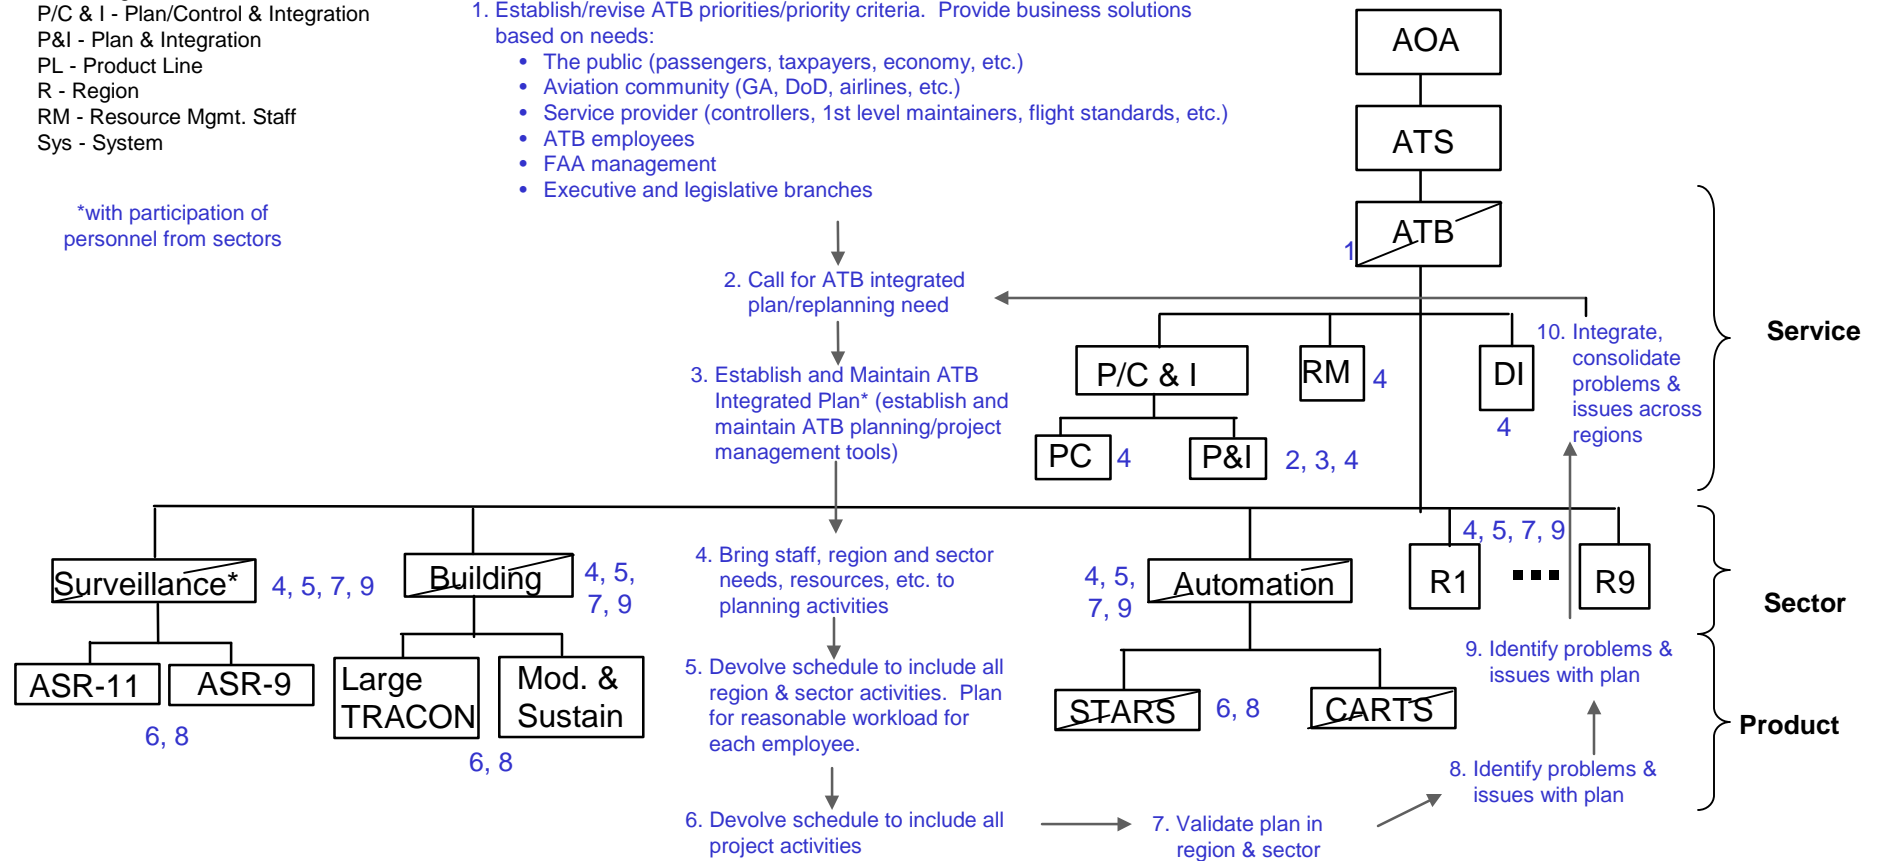 P/C & I - Plan/Control & Integration
P&I - Plan & Integration
PL - Product Line
R - Region
RM - Resource Mgmt. Staff
Sys - System
*with participation of
personnel from sectors
1. Establish/revise ATB priorities/priority criteria. Provide business solutions
based on needs:
• The public (passengers, taxpayers, economy, etc.)
• Aviation community (GA, DoD, airlines, etc.)
• Service provider (controllers, 1st level maintainers, flight standards, etc.)
• ATB employees
• FAA management
• Executive and legislative branches
2. Call for ATB integrated
plan/replanning need
3. Establish and Maintain ATB
Integrated Plan* (establish and
maintain ATB planning/project
management tools)
AOA
ATS
ATB
1
P/C & I
RM
4
DI
4
PC
4
P&I
2, 3, 4
10. Integrate,
consolidate
problems &
issues across
regions
Service
Surveillance*
4, 5, 7, 9
Building
4, 5,
7, 9
4. Bring staff, region and sector
needs, resources, etc. to
planning activities
4, 5,
7, 9
Automation
4, 5, 7, 9
R1
R9
Sector
ASR-11
ASR-9
6, 8
Large
TRACON
Mod. &
Sustain
6, 8
5. Devolve schedule to include all
region & sector activities. Plan
for reasonable workload for
each employee.
STARS
6, 8
CARTS
9. Identify problems &
issues with plan
Product
8. Identify problems &
issues with plan
6. Devolve schedule to include all
project activities
7. Validate plan in
region & sector